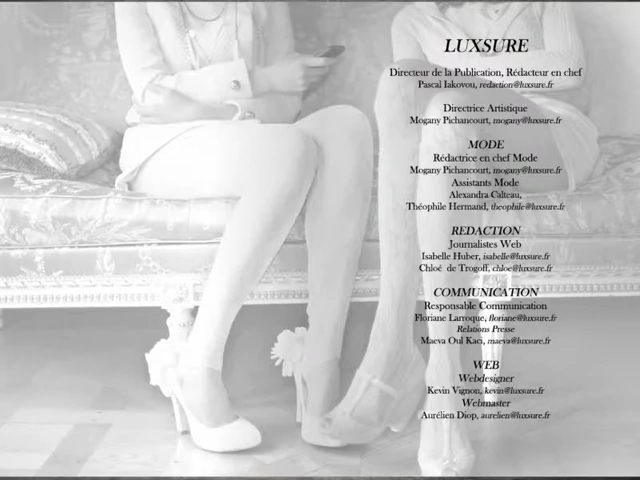 LUXSURE
Directeur de la Publication, Rédacteur en chef
Pascal Iakovou, redaction@luxsure.fr
Directrice Artistique
Mogany Pichancourt, mogany@luxsure.fr
MODE
Rédactrice en chef Mode
Mogany Pichancourt, mogany@luxsure.fr
Assistants Mode
Alexandra Calteau,
Théophile Hermand, theophile@luxsure.fr
REDACTION
Journalistes Web
Isabelle Huber, isabelle@luxsure.fr
Chloé de Trogoff, chloe@luxsure.fr
COMMUNICATION
Responsable Communication
Floriane Larroque, floriane@luxsure.fr
Relations Presse
Maeva Oul Kaci, maeva@luxsure.fr
WEB
Webdesigner
Kevin Vignon, kevin@luxsure.fr
Webmaster
Aurélien Diop, aurelien@luxsure.fr